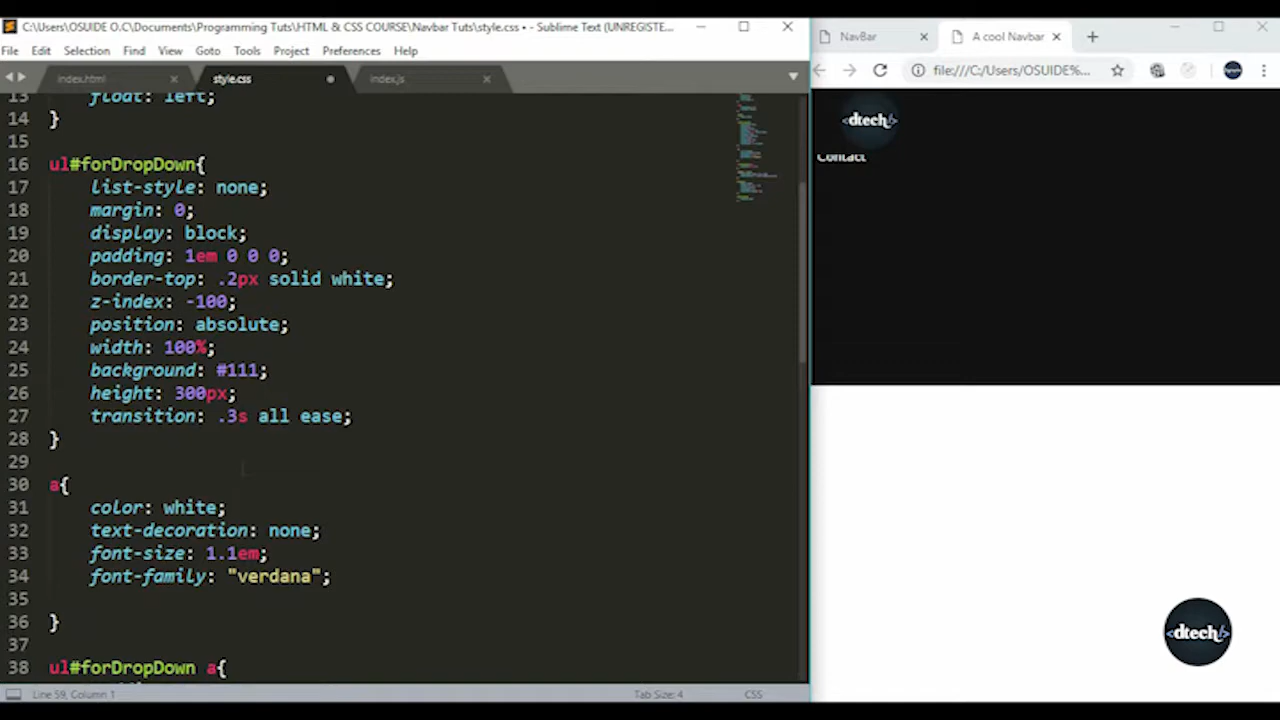 C:\Users\OSUIDE O.C\Documents\Programming Tuts\HTML & CSS COURSE\Navbar Tuts\style.css • - Sublime Text (UNREGISTE...
File Edit Selection Find View Goto Tools Project Preferences Help
index.html style.css index.js
13 float: left;
14 }
15
16 ul#forDropDown{
17 list-style: none;
18 margin: 0;
19 display: block;
20 padding: 1em 0 0 0;
21 border-top: .2px solid white;
22 z-index: -100;
23 position: absolute;
24 width: 100%;
25 background: #111;
26 height: 300px;
27 transition: .3s all ease;
28 }
29
30 a{
31 color: white;
32 text-decoration: none;
33 font-size: 1.1em;
34 font-family: "verdana";
35
36 }
37
38 ul#forDropDown a{
Line 59, Column 1 Tab Size: 4 CSS
NavBar A cool Navbar
file:///C:/Users/OSUIDE%...
<dtech/>
Contact
<dtech/>